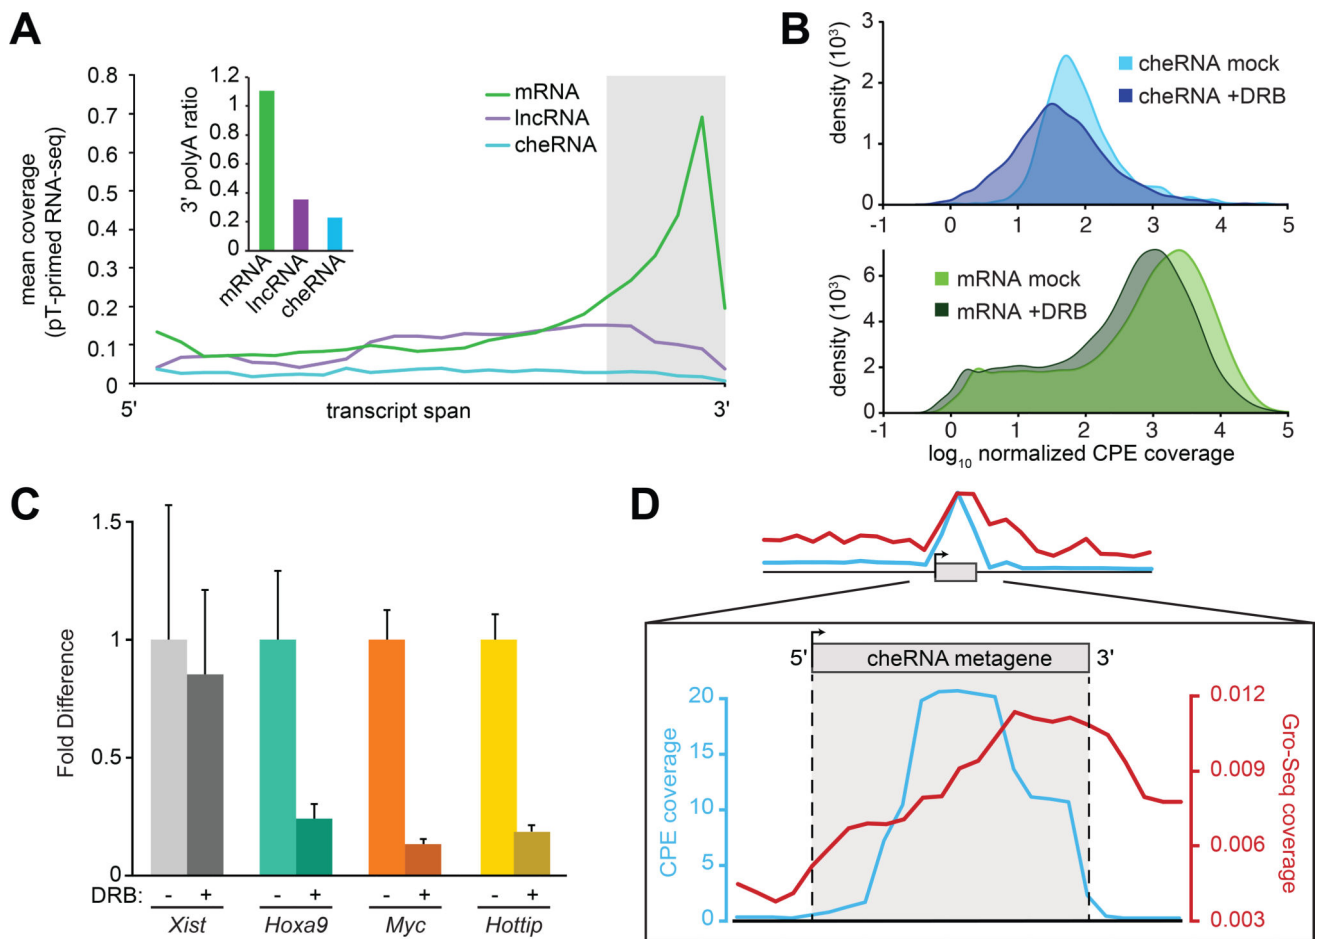 A
mean coverage
(pT-primed RNA-seq)
0.8
0.7
0.6
0.5
0.4
0.3
0.2
0.1
0
5'
transcript span
3'
3' polyA ratio
1.2
1
0.8
0.6
0.4
0.2
0
mRNA
lncRNA
cheRNA
mRNA
lncRNA
cheRNA
B
density (10³)
3
2
1
0
-1 0 1 2 3 4 5
cheRNA mock
cheRNA +DRB
density (10³)
6
4
2
0
-1 0 1 2 3 4 5
mRNA mock
mRNA +DRB
log₁₀ normalized CPE coverage
C
Fold Difference
1.5
1
0.5
0
DRB: - + - + - + - +
Xist Hoxa9 Myc Hottip
D
5' cheRNA metagene 3'
CPE coverage
20
15
10
5
0
0.012
0.009
0.006
0.003
Gro-Seq coverage